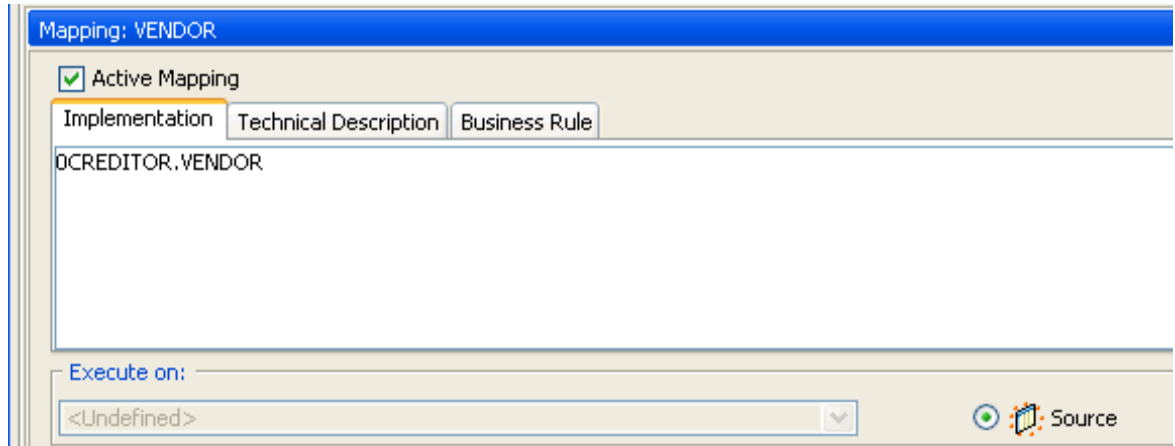 Mapping: VENDOR
Active Mapping
Implementation Technical Description Business Rule
0CREDITOR.VENDOR
Execute on:
<Undefined> Source